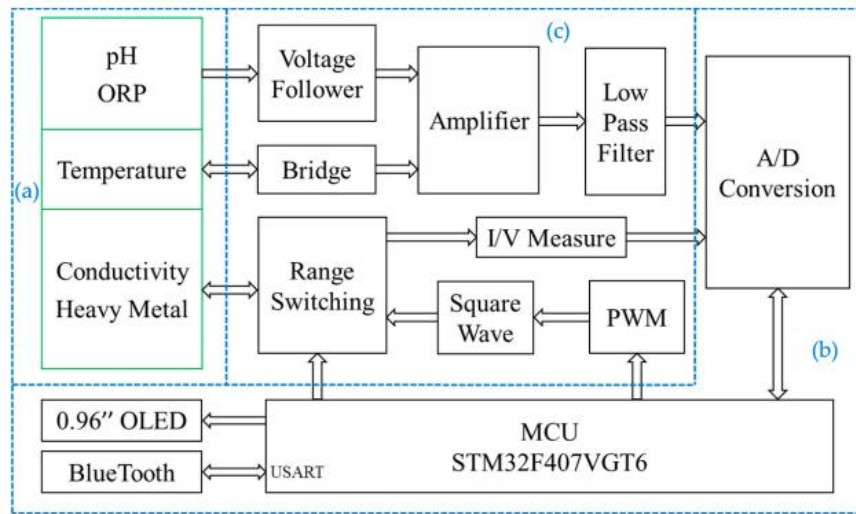 (a)
pH
ORP
Temperature
Conductivity
Heavy Metal
(c)
Voltage
Follower
Amplifier
Low
Pass
Filter
A/D
Conversion
Bridge
Range
Switching
I/V Measure
Square
Wave
PWM
(b)
0.96″ OLED
BlueTooth
USART
MCU
STM32F407VGT6